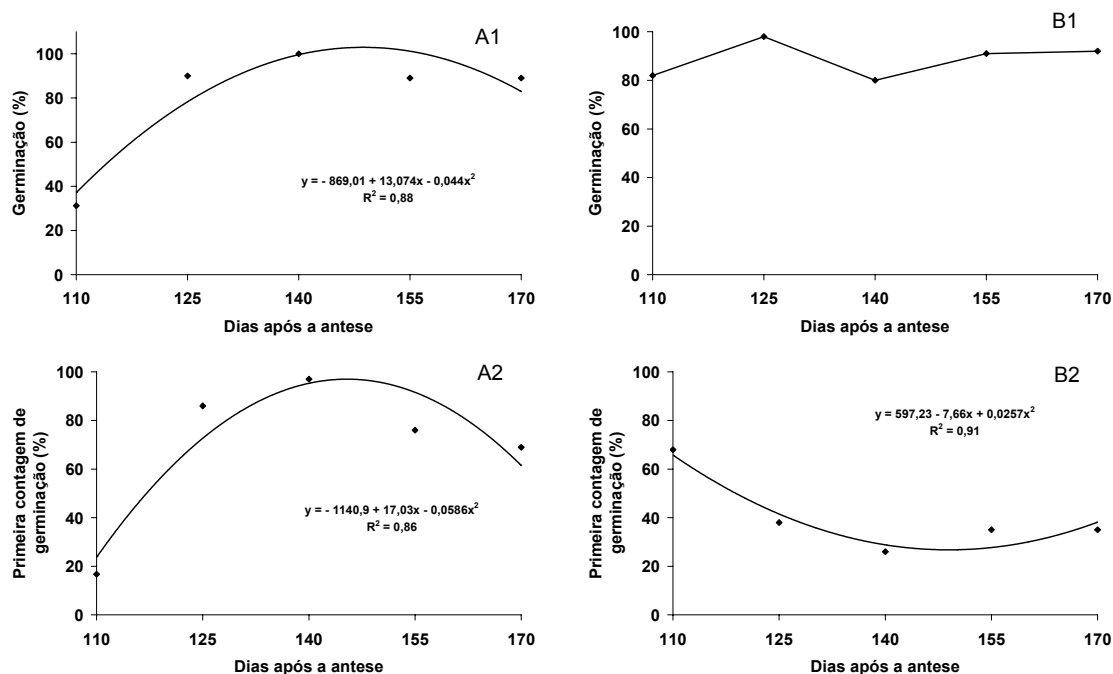 A1
100
80
60
40
20
0
Germinação (%)
y = - 869,01 + 13,074x - 0,044x²
R² = 0,88
110 125 140 155 170
Dias após a antese
B1
100
80
60
40
20
0
Germinação (%)
110 125 140 155 170
Dias após a antese
A2
100
80
60
40
20
0
Primeira contagem de
germinação (%)
y = - 1140,9 + 17,03x - 0,0586x²
R² = 0,86
110 125 140 155 170
Dias após a antese
B2
100
80
60
40
20
0
Primeira contagem de
germinação (%)
y = 597,23 - 7,66x + 0,0257x²
R² = 0,91
110 125 140 155 170
Dias após a antese